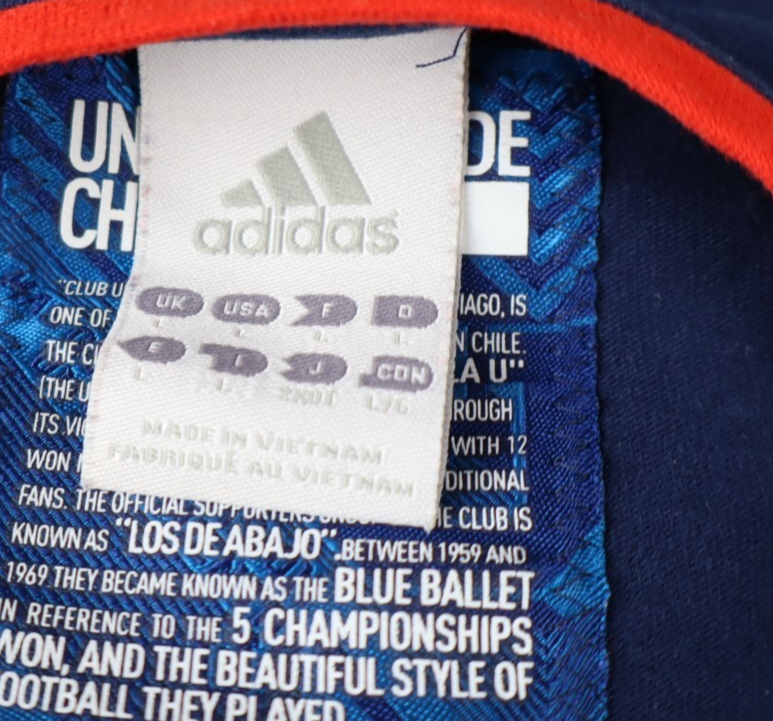 UN DE
CH
adidas
UK USA F D
L L L L
E I J CDN
L L 2XOT L/G
MADE IN VIETNAM
FABRIQUÉ AU VIETNAM
"CLUB U IAGO, IS
ONE OF N CHILE.
THE CL LA U"
(THE U ROUGH
ITS VI WITH 12
WON DITIONAL
FANS. THE OFFICIAL SUPPORTERS E CLUB IS
KNOWN AS "LOS DE ABAJO". BETWEEN 1959 AND
1969 THEY BECAME KNOWN AS THE BLUE BALLET
IN REFERENCE TO THE 5 CHAMPIONSHIPS
WON, AND THE BEAUTIFUL STYLE OF
OOTBALL THEY PLAYED